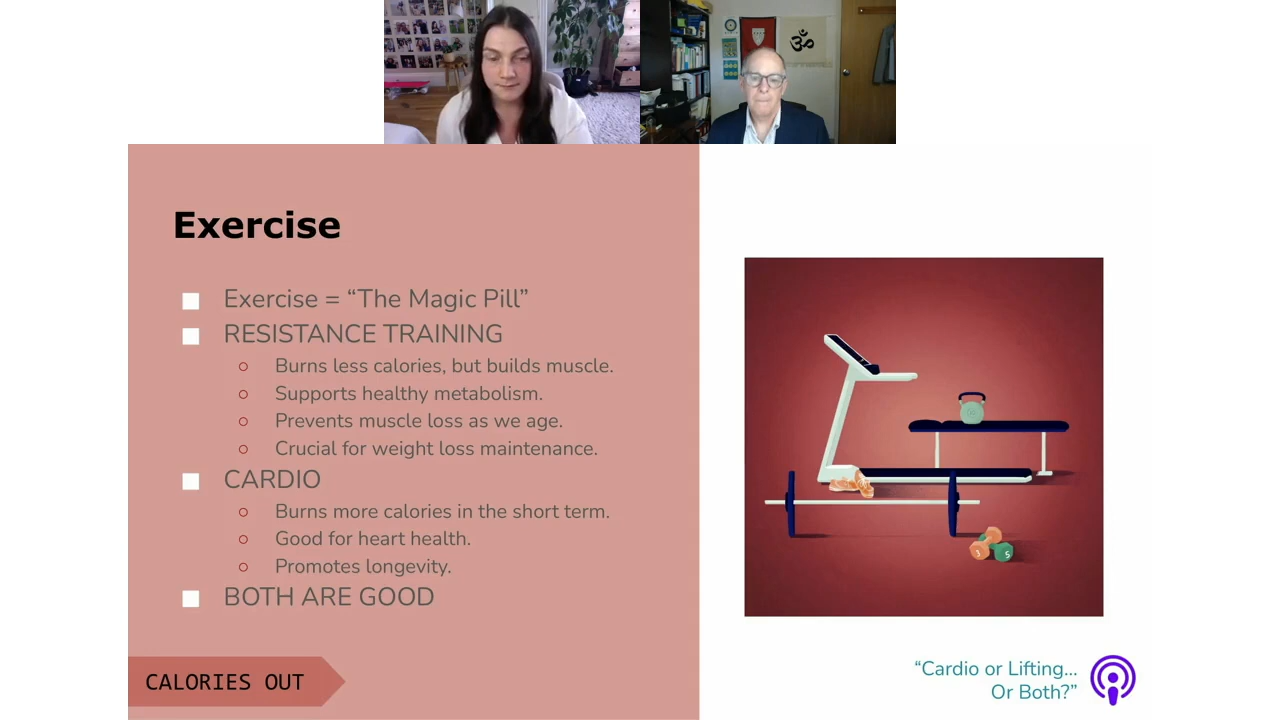 Exercise
Exercise = “The Magic Pill”
RESISTANCE TRAINING
Burns less calories, but builds muscle.
Supports healthy metabolism.
Prevents muscle loss as we age.
Crucial for weight loss maintenance.
CARDIO
Burns more calories in the short term.
Good for heart health.
Promotes longevity.
BOTH ARE GOOD
3
5
CALORIES OUT
“Cardio or Lifting...
Or Both?”